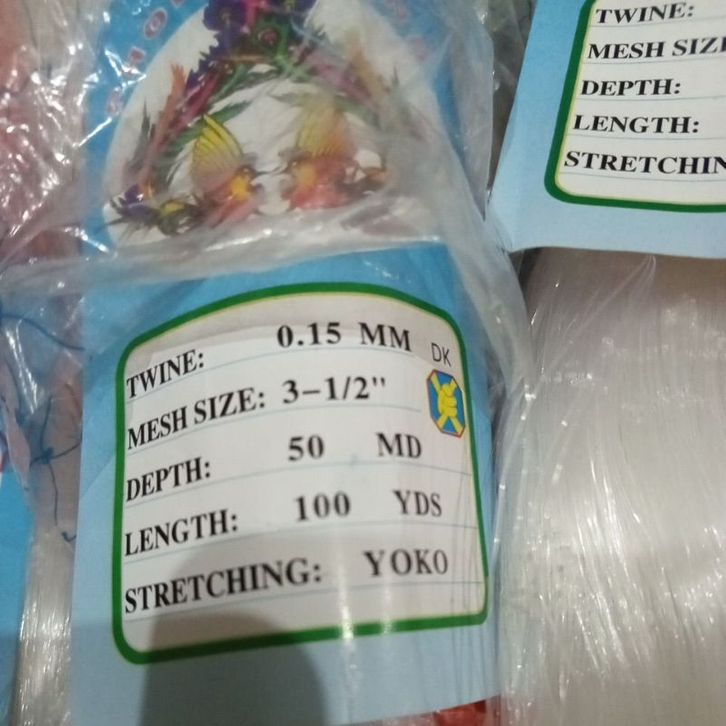 TWINE: 0.15 MM
DK
MESH SIZE: 3-1/2"
DEPTH: 50 MD
LENGTH: 100 YDS
STRETCHING: YOKO
TWINE:
MESH SIZE
DEPTH:
LENGTH:
STRETCHIN